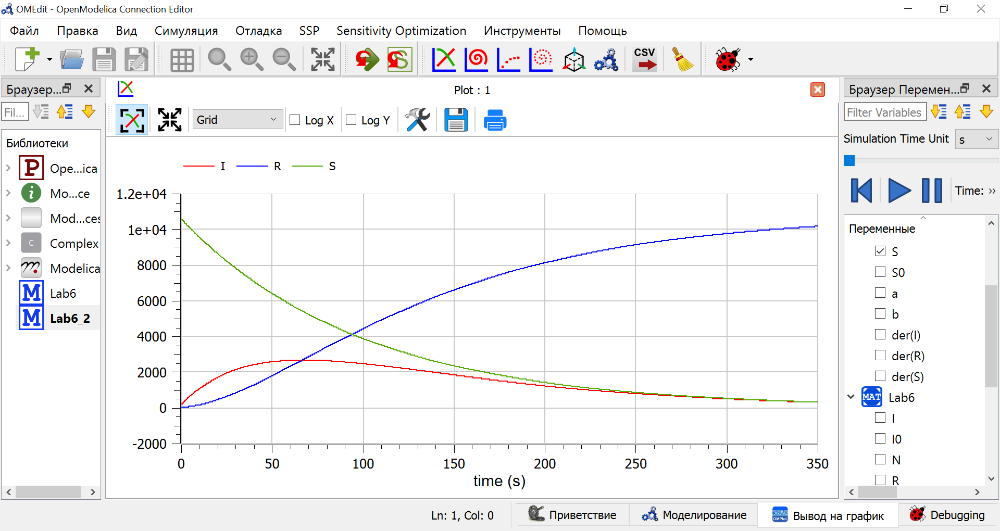 OMEdit - OpenModelica Connection Editor
Файл Правка Вид Симуляция Отладка SSP Sensitivity Optimization Инструменты Помощь
CSV
Браузер...
Plot : 1
Браузер Перемен...
Fil...
Grid
Log X
Log Y
Filter Variables
Библиотеки
Simulation Time Unit s
P Ope...ica
i Mo...ce
Mod...ces
C Complex
Modelica
M Lab6
M Lab6_2
Time: »
I R S
1.2e+04
1e+04
8000
6000
4000
2000
0
-2000
0 50 100 150 200 250 300 350
time (s)
Переменные
S
S0
a
b
der(I)
der(R)
der(S)
MAT Lab6
I
I0
N
R
Ln: 1, Col: 0
Приветствие
Моделирование
OMPlot Вывод на график
Debugging